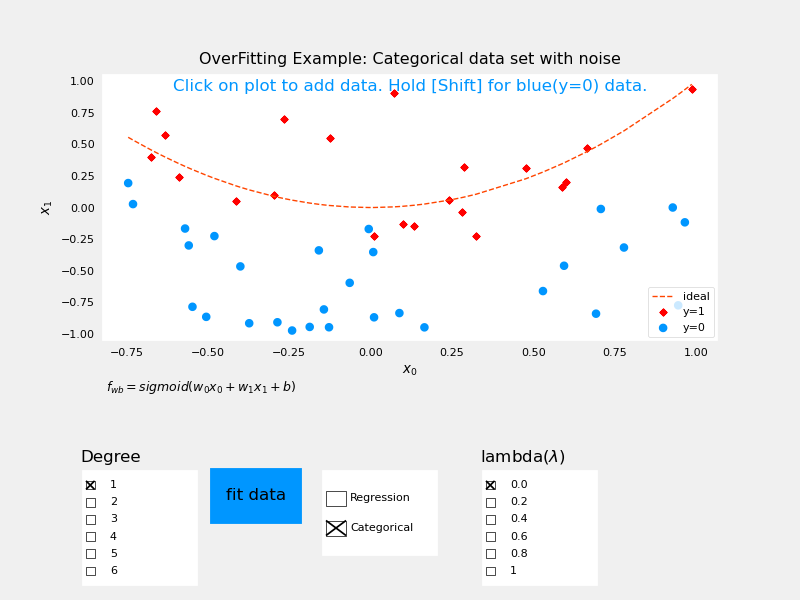 OverFitting Example: Categorical data set with noise
Click on plot to add data. Hold [Shift] for blue(y=0) data.
1.00
0.75
0.50
0.25
0.00
−0.25
−0.50
−0.75
−1.00
x₁
ideal
y=1
y=0
−0.75 −0.50 −0.25 0.00 0.25 0.50 0.75 1.00
x₀
f_wb = sigmoid(w₀x₀ + w₁x₁ + b)
Degree
1
2
3
4
5
6
fit data
Regression
Categorical
lambda(λ)
0.0
0.2
0.4
0.6
0.8
1